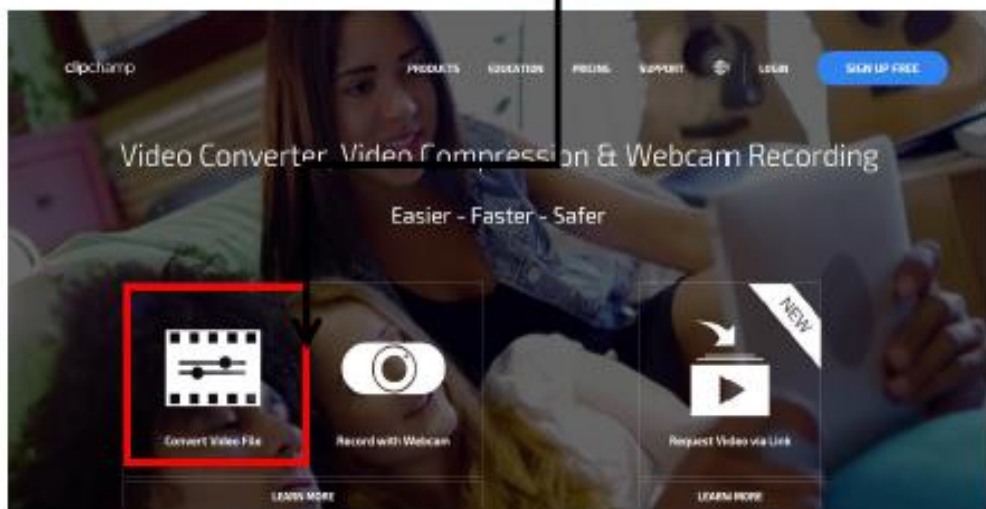 clipchamp PRODUCTS EDUCATION PRICING SUPPORT LOGIN SIGN UP FREE
Video Converter, Video Compression & Webcam Recording
Easier - Faster - Safer
NEW
Convert Video File Record with Webcam Request Video via Link
LEARN MORE LEARN MORE